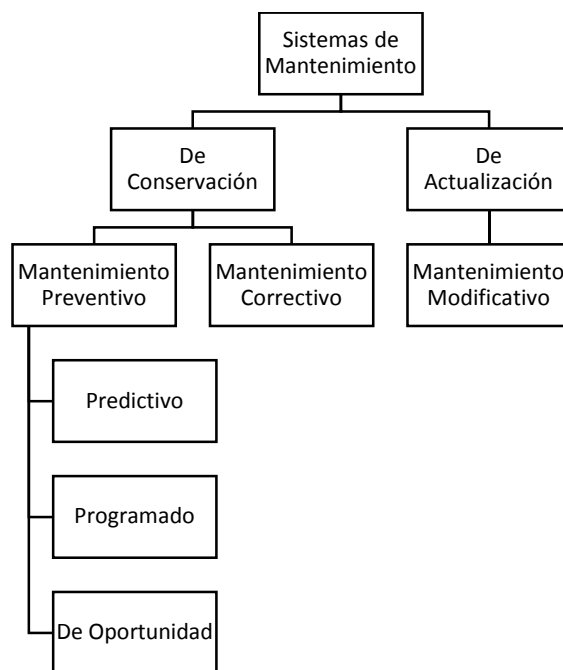 Sistemas de
Mantenimiento
De
Conservación
De
Actualización
Mantenimiento
Preventivo
Mantenimiento
Correctivo
Mantenimiento
Modificativo
Predictivo
Programado
De Oportunidad